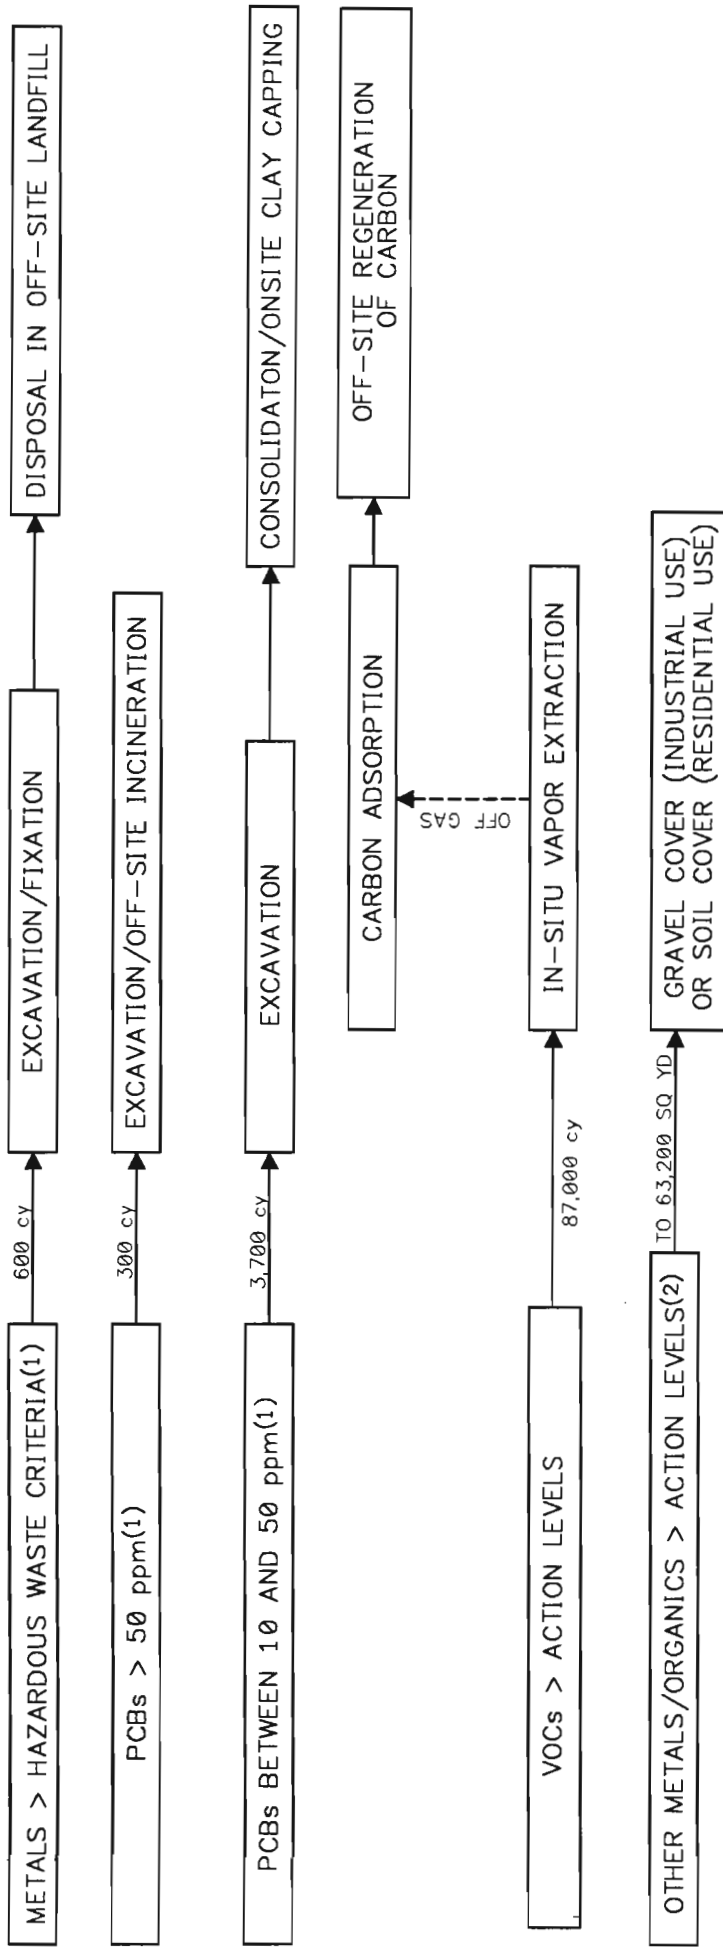 METALS > HAZARDOUS WASTE CRITERIA(1)
600 cy
EXCAVATION/FIXATION
DISPOSAL IN OFF-SITE LANDFILL
PCBs > 50 ppm(1)
300 cy
EXCAVATION/OFF-SITE INCINERATION
PCBs BETWEEN 10 AND 50 ppm(1)
3,700 cy
EXCAVATION
CONSOLIDATON/ONSITE CLAY CAPPING
CARBON ADSORPTION
OFF-SITE REGENERATION
OF CARBON
OFF GAS
VOCs > ACTION LEVELS
87,000 cy
IN-SITU VAPOR EXTRACTION
OTHER METALS/ORGANICS > ACTION LEVELS(2)
TO 63,200 SQ YD
GRAVEL COVER (INDUSTRIAL USE)
OR SOIL COVER (RESIDENTIAL USE)